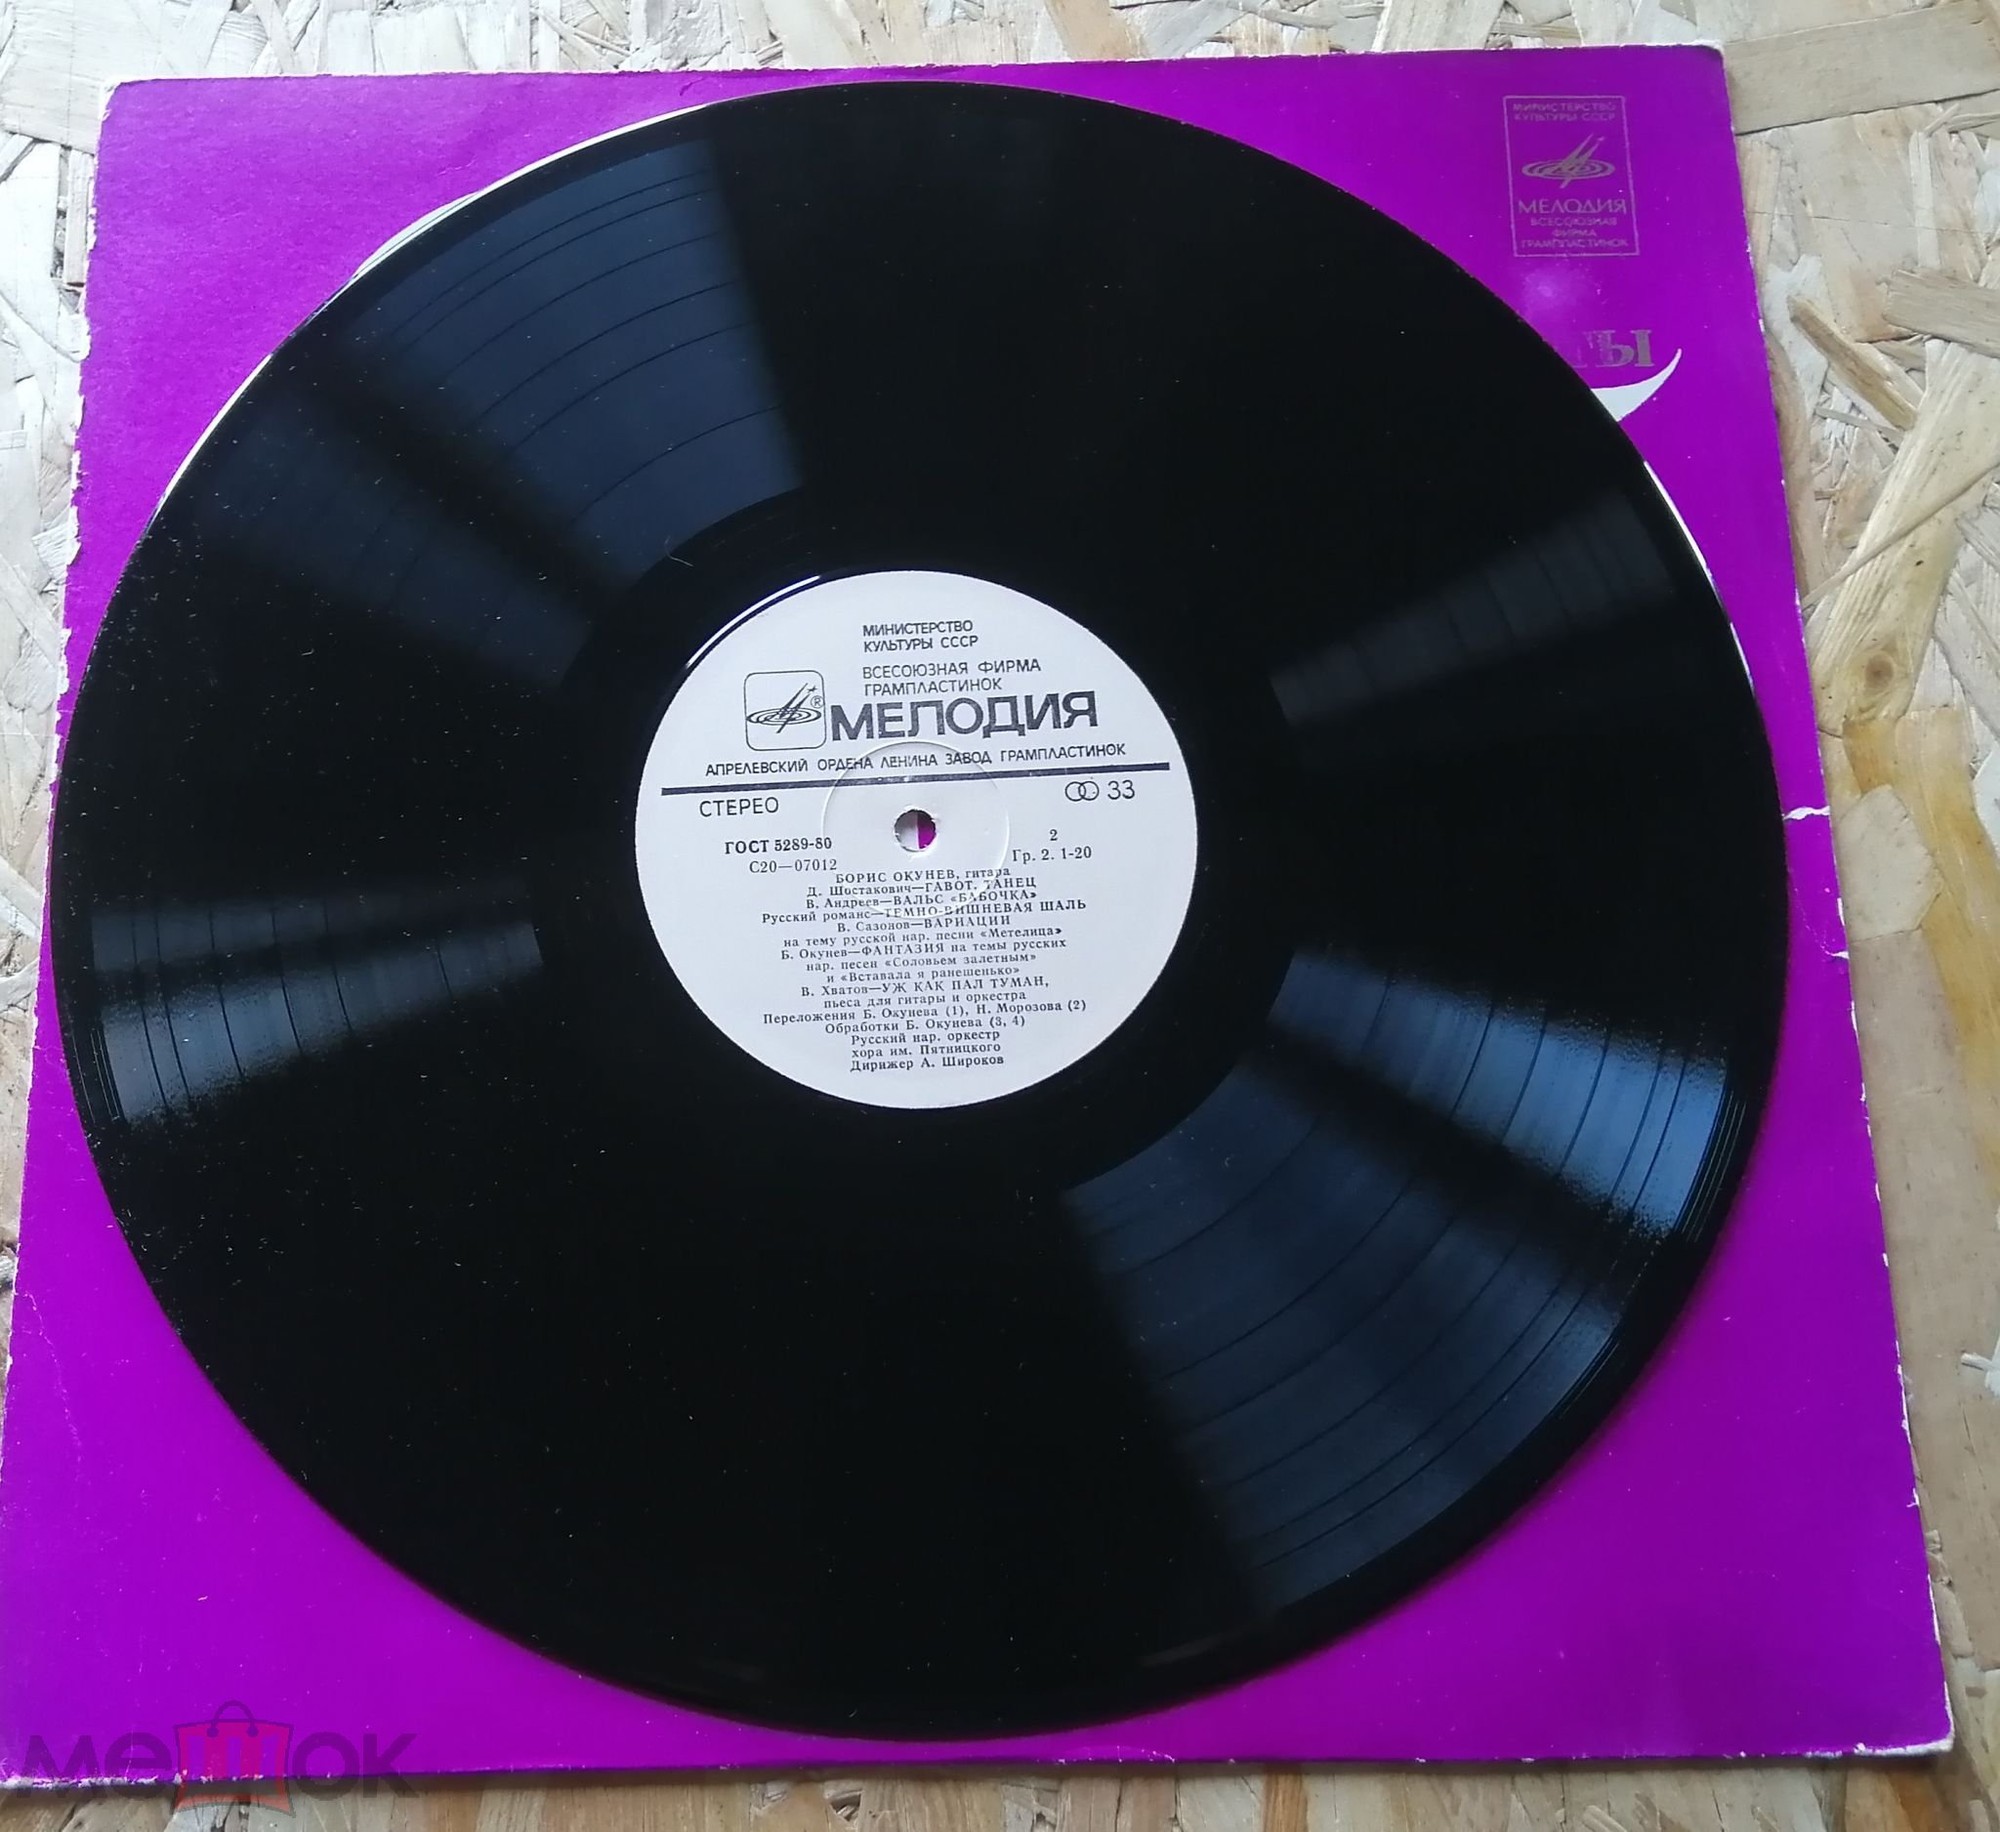 МИНИСТЕРСТВО
КУЛЬТУРЫ СССР
МЕЛОДИЯ
ВСЕСОЮЗНАЯ
ФИРМА
ГРАМПЛАСТИНОК
МИНИСТЕРСТВО
КУЛЬТУРЫ СССР
ВСЕСОЮЗНАЯ ФИРМА
ГРАМПЛАСТИНОК
® МЕЛОДИЯ
АПРЕЛЕВСКИЙ ОРДЕНА ЛЕНИНА ЗАВОД ГРАМПЛАСТИНОК
СТЕРЕО 33
ГОСТ 5289-80 2
С20—07012 Гр. 2. 1-20
БОРИС ОКУНЕВ, гитара
Д. Шостакович—ГАВОТ, ТАНЕЦ
В. Андреев—ВАЛЬС «БАБОЧКА»
Русский романс—ТЕМНО-ВИШНЕВАЯ ШАЛЬ
В. Сазонов—ВАРИАЦИИ
на тему русской нар. песни «Метелица»
Б. Окунев—ФАНТАЗИЯ на темы русских
нар. песен «Соловьем залетным»
и «Вставала я ранешенько»
В. Хватов—УЖ КАК ПАЛ ТУМАН,
пьеса для гитары и оркестра
Переложения Б. Окунева (1), Н. Морозова (2)
Обработки Б. Окунева (3, 4)
Русский нар. оркестр
хора им. Пятницкого
Дирижер А. Широков
мешок